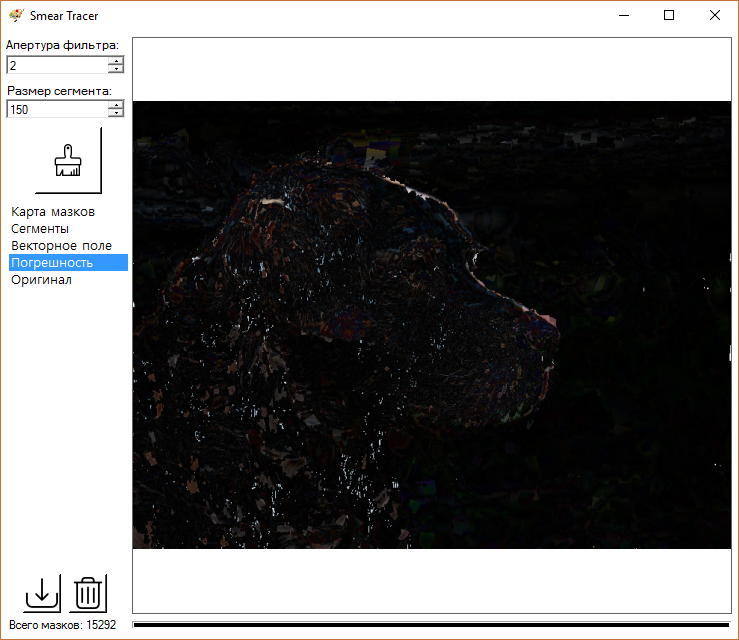 Smear Tracer
Апертура фильтра:
2
Размер сегмента:
150
Карта мазков
Сегменты
Векторное поле
Погрешность
Оригинал
Всего мазков: 15292